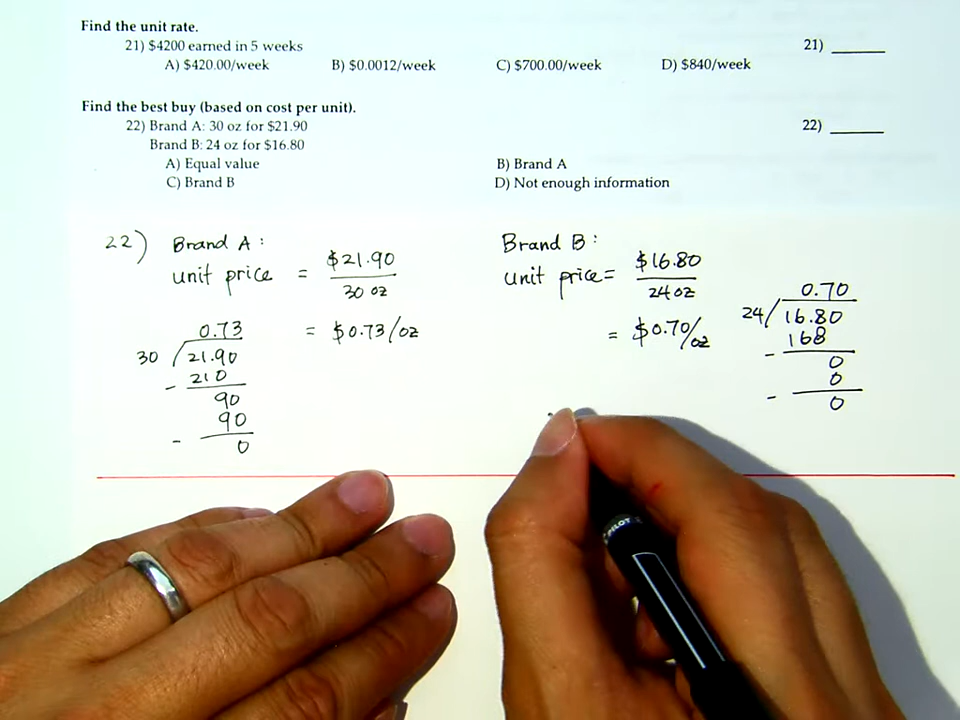 Find the unit rate.
21) $4200 earned in 5 weeks
21) ______
A) $420.00/week B) $0.0012/week C) $700.00/week D) $840/week
Find the best buy (based on cost per unit).
22) Brand A: 30 oz for $21.90
22) ______
Brand B: 24 oz for $16.80
A) Equal value B) Brand A
C) Brand B D) Not enough information
22) Brand A:
unit price = $21.90
30 oz
= $0.73/oz
0.73
30 21.90
- 210
90
- 90
0
Brand B:
unit price = $16.80
24 oz
= $0.70/oz
0.70
24 16.80
- 168
0
- 0
0
PILOT